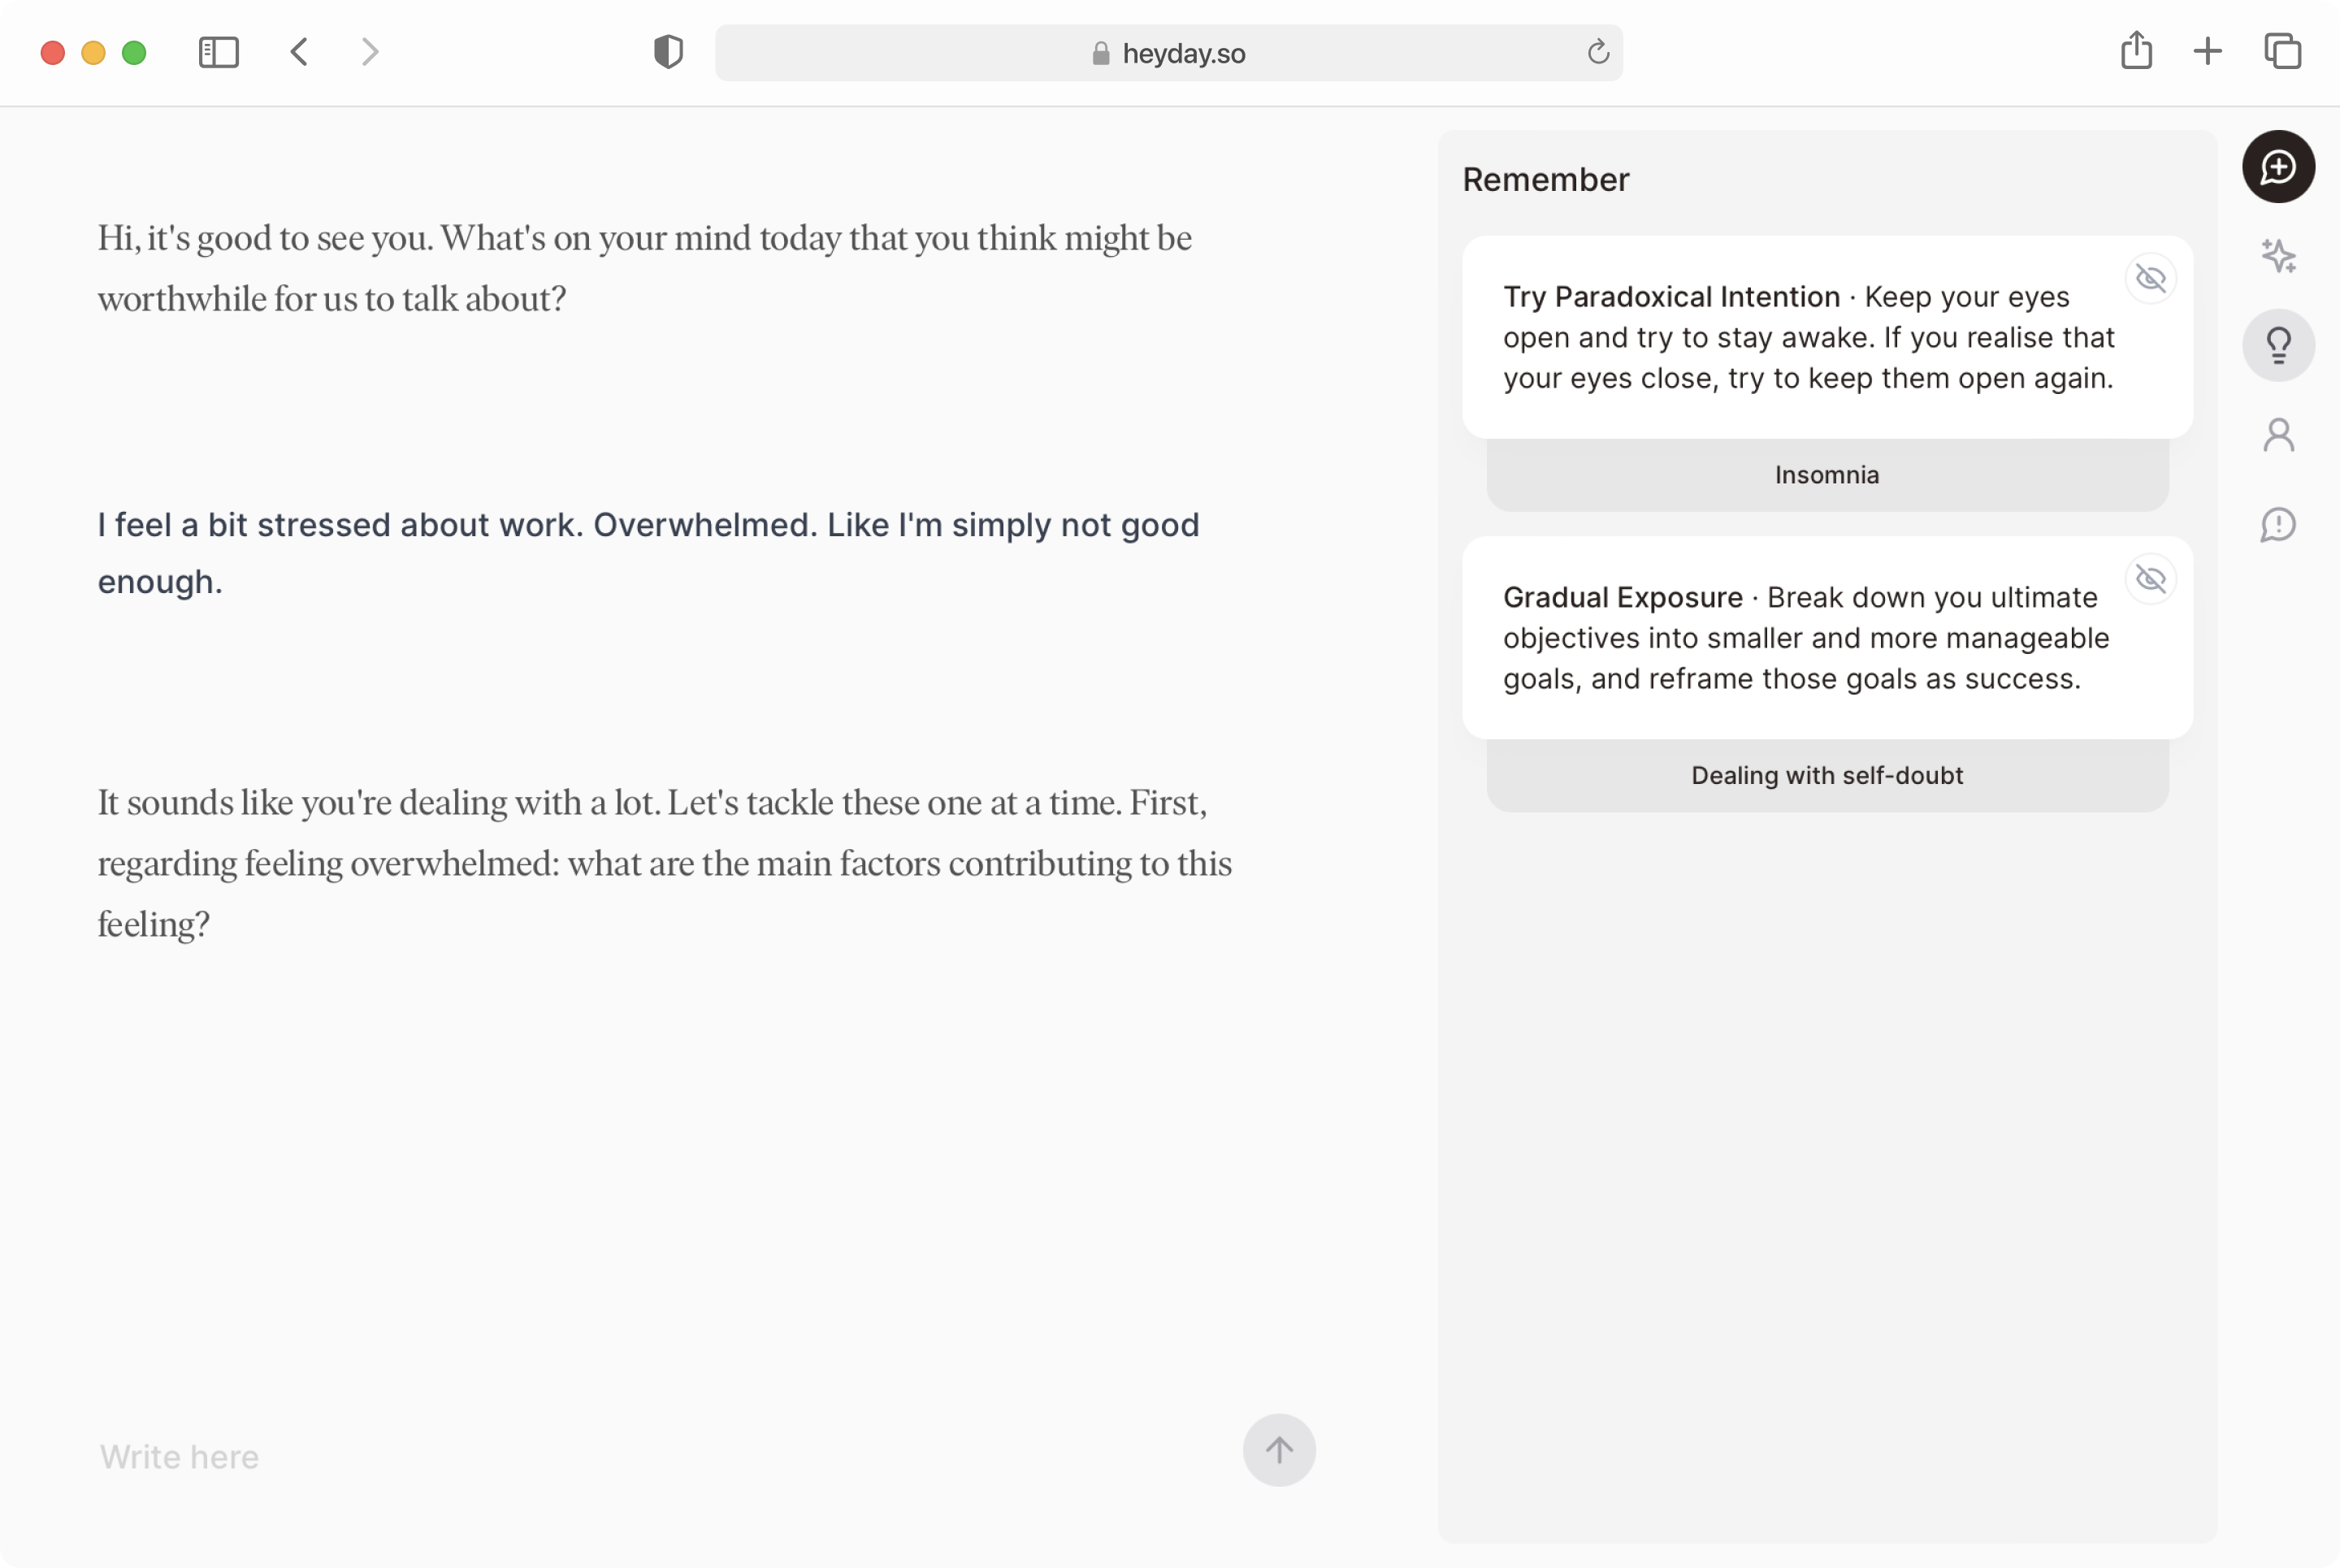 heyday.so
Hi, it's good to see you. What's on your mind today that you think might be
worthwhile for us to talk about?
I feel a bit stressed about work. Overwhelmed. Like I'm simply not good
enough.
It sounds like you're dealing with a lot. Let's tackle these one at a time. First,
regarding feeling overwhelmed: what are the main factors contributing to this
feeling?
Write here
Remember
Try Paradoxical Intention · Keep your eyes
open and try to stay awake. If you realise that
your eyes close, try to keep them open again.
Insomnia
Gradual Exposure · Break down you ultimate
objectives into smaller and more manageable
goals, and reframe those goals as success.
Dealing with self-doubt